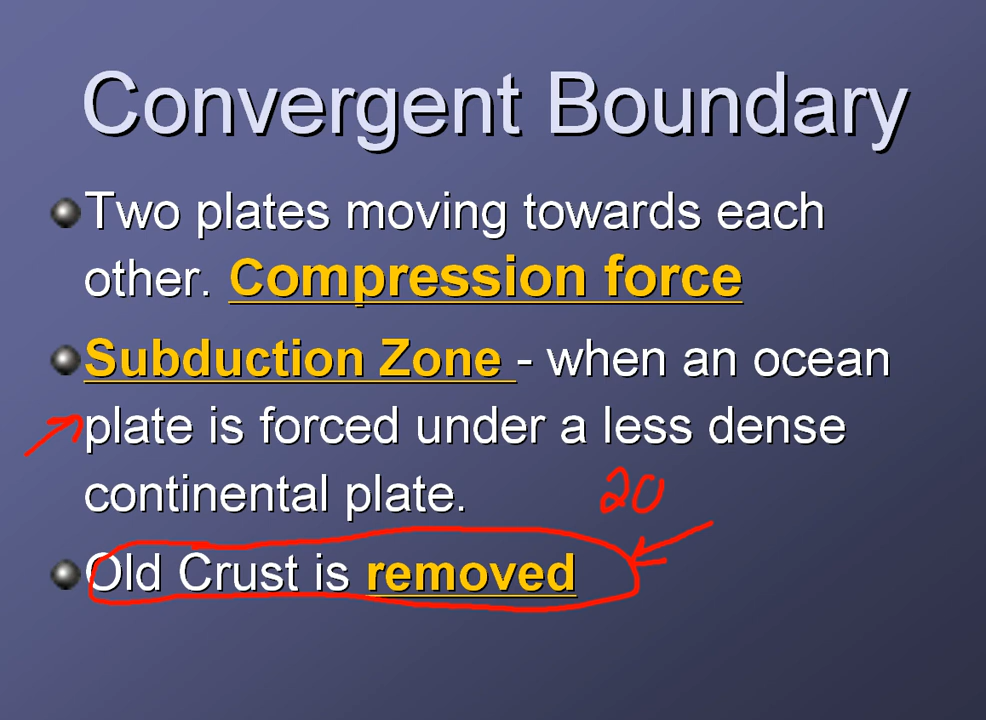 Convergent Boundary
Two plates moving towards each
other. Compression force
Subduction Zone - when an ocean
plate is forced under a less dense
continental plate.
20
Old Crust is removed